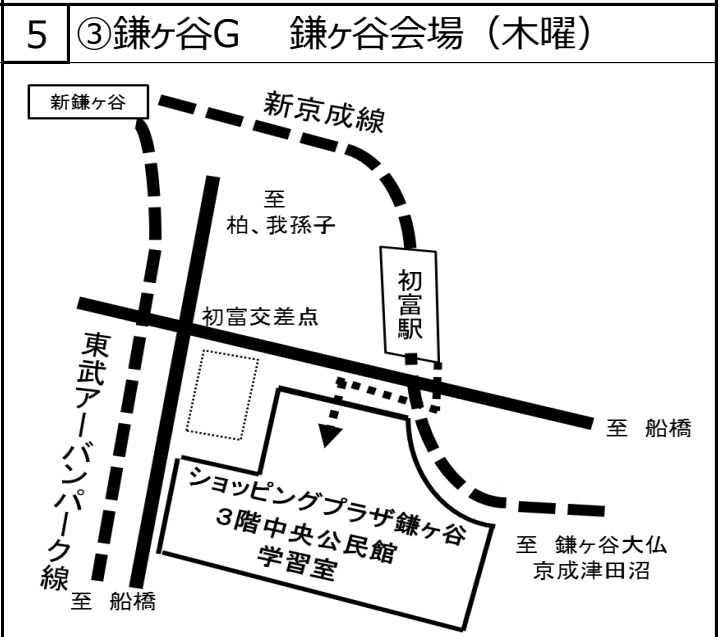 5 ③鎌ヶ谷G 鎌ヶ谷会場（木曜）
新鎌ヶ谷
新京成線
至
柏、我孫子
初富駅
初富交差点
東武アーバンパーク線
至 船橋
ショッピングプラザ鎌ヶ谷
３階中央公民館
学習室
至 鎌ヶ谷大仏
京成津田沼
至 船橋